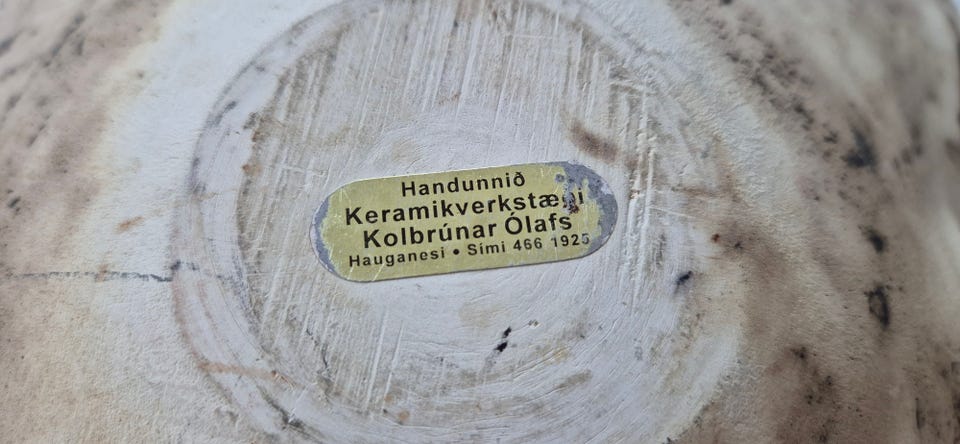 Handunnið
Keramikverkstæði
Kolbrúnar Ólafs
Hauganesi • Sími 466 1925